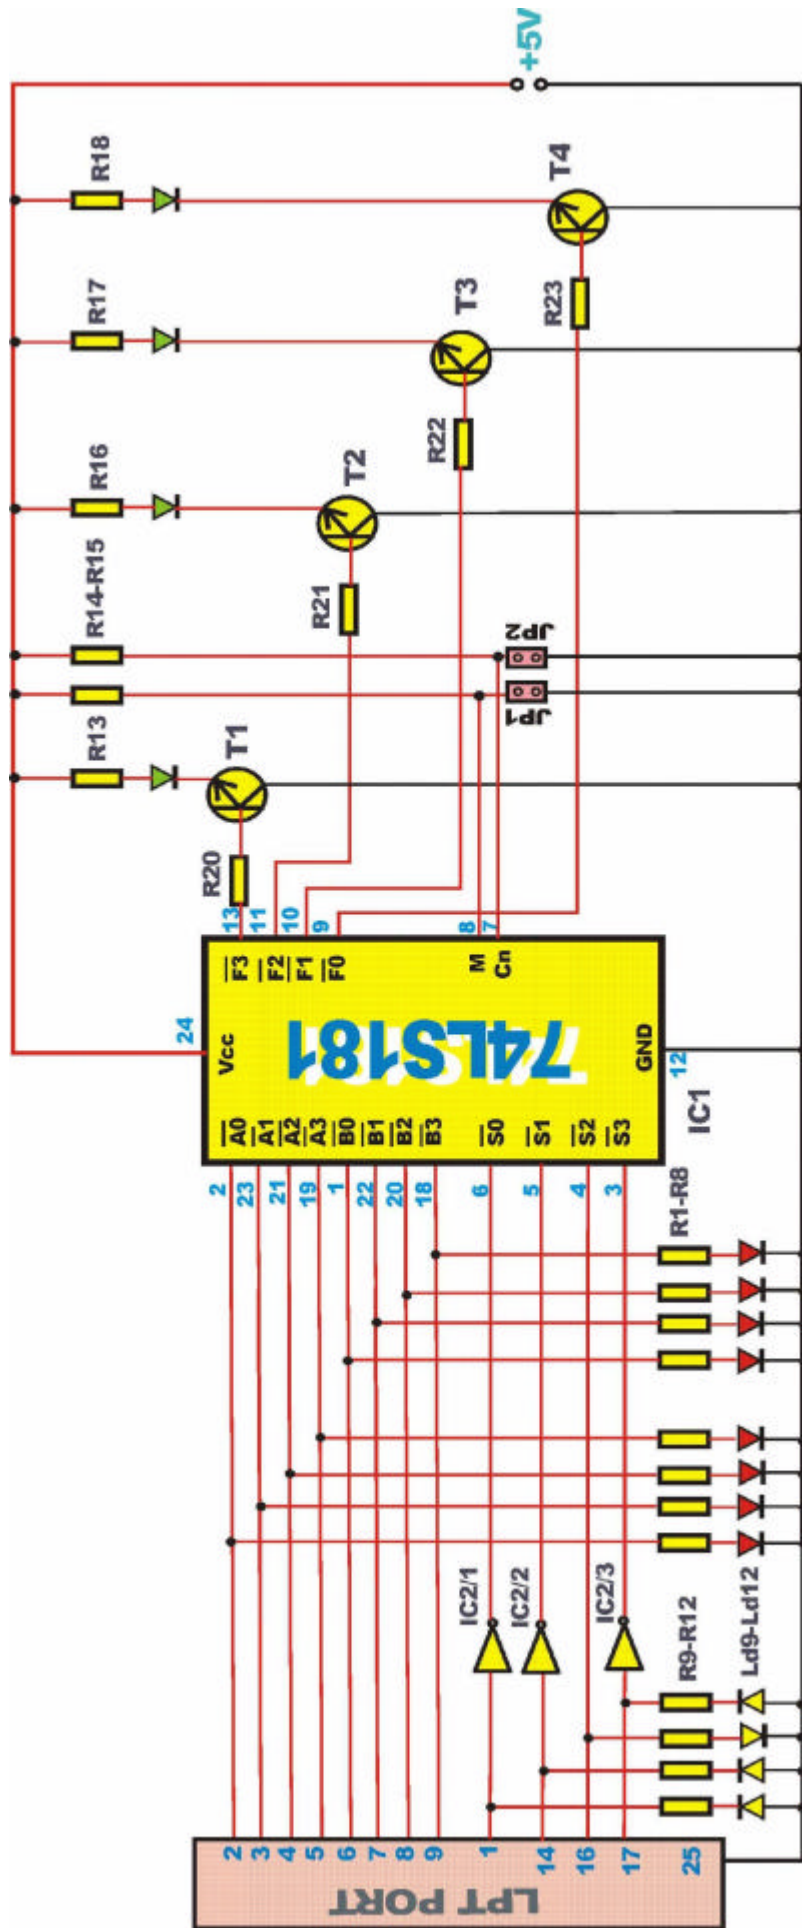 +5V
R18
R17
R16
R14-R15
R13
T4
T3
T2
T1
R23
R22
R21
R20
JP2
JP1
13
11
10
9
8
7
F3
F2
F1
F0
M
Cn
24
Vcc
74LS181
GND
12
IC1
A0
A1
A2
A3
B0
B1
B2
B3
S0
S1
S2
S3
2
23
21
19
1
22
20
18
6
5
4
3
R1-R8
IC2/1
IC2/2
IC2/3
R9-R12
Ld9-Ld12
2
3
4
5
6
7
8
9
1
14
16
17
25
LPT PORT